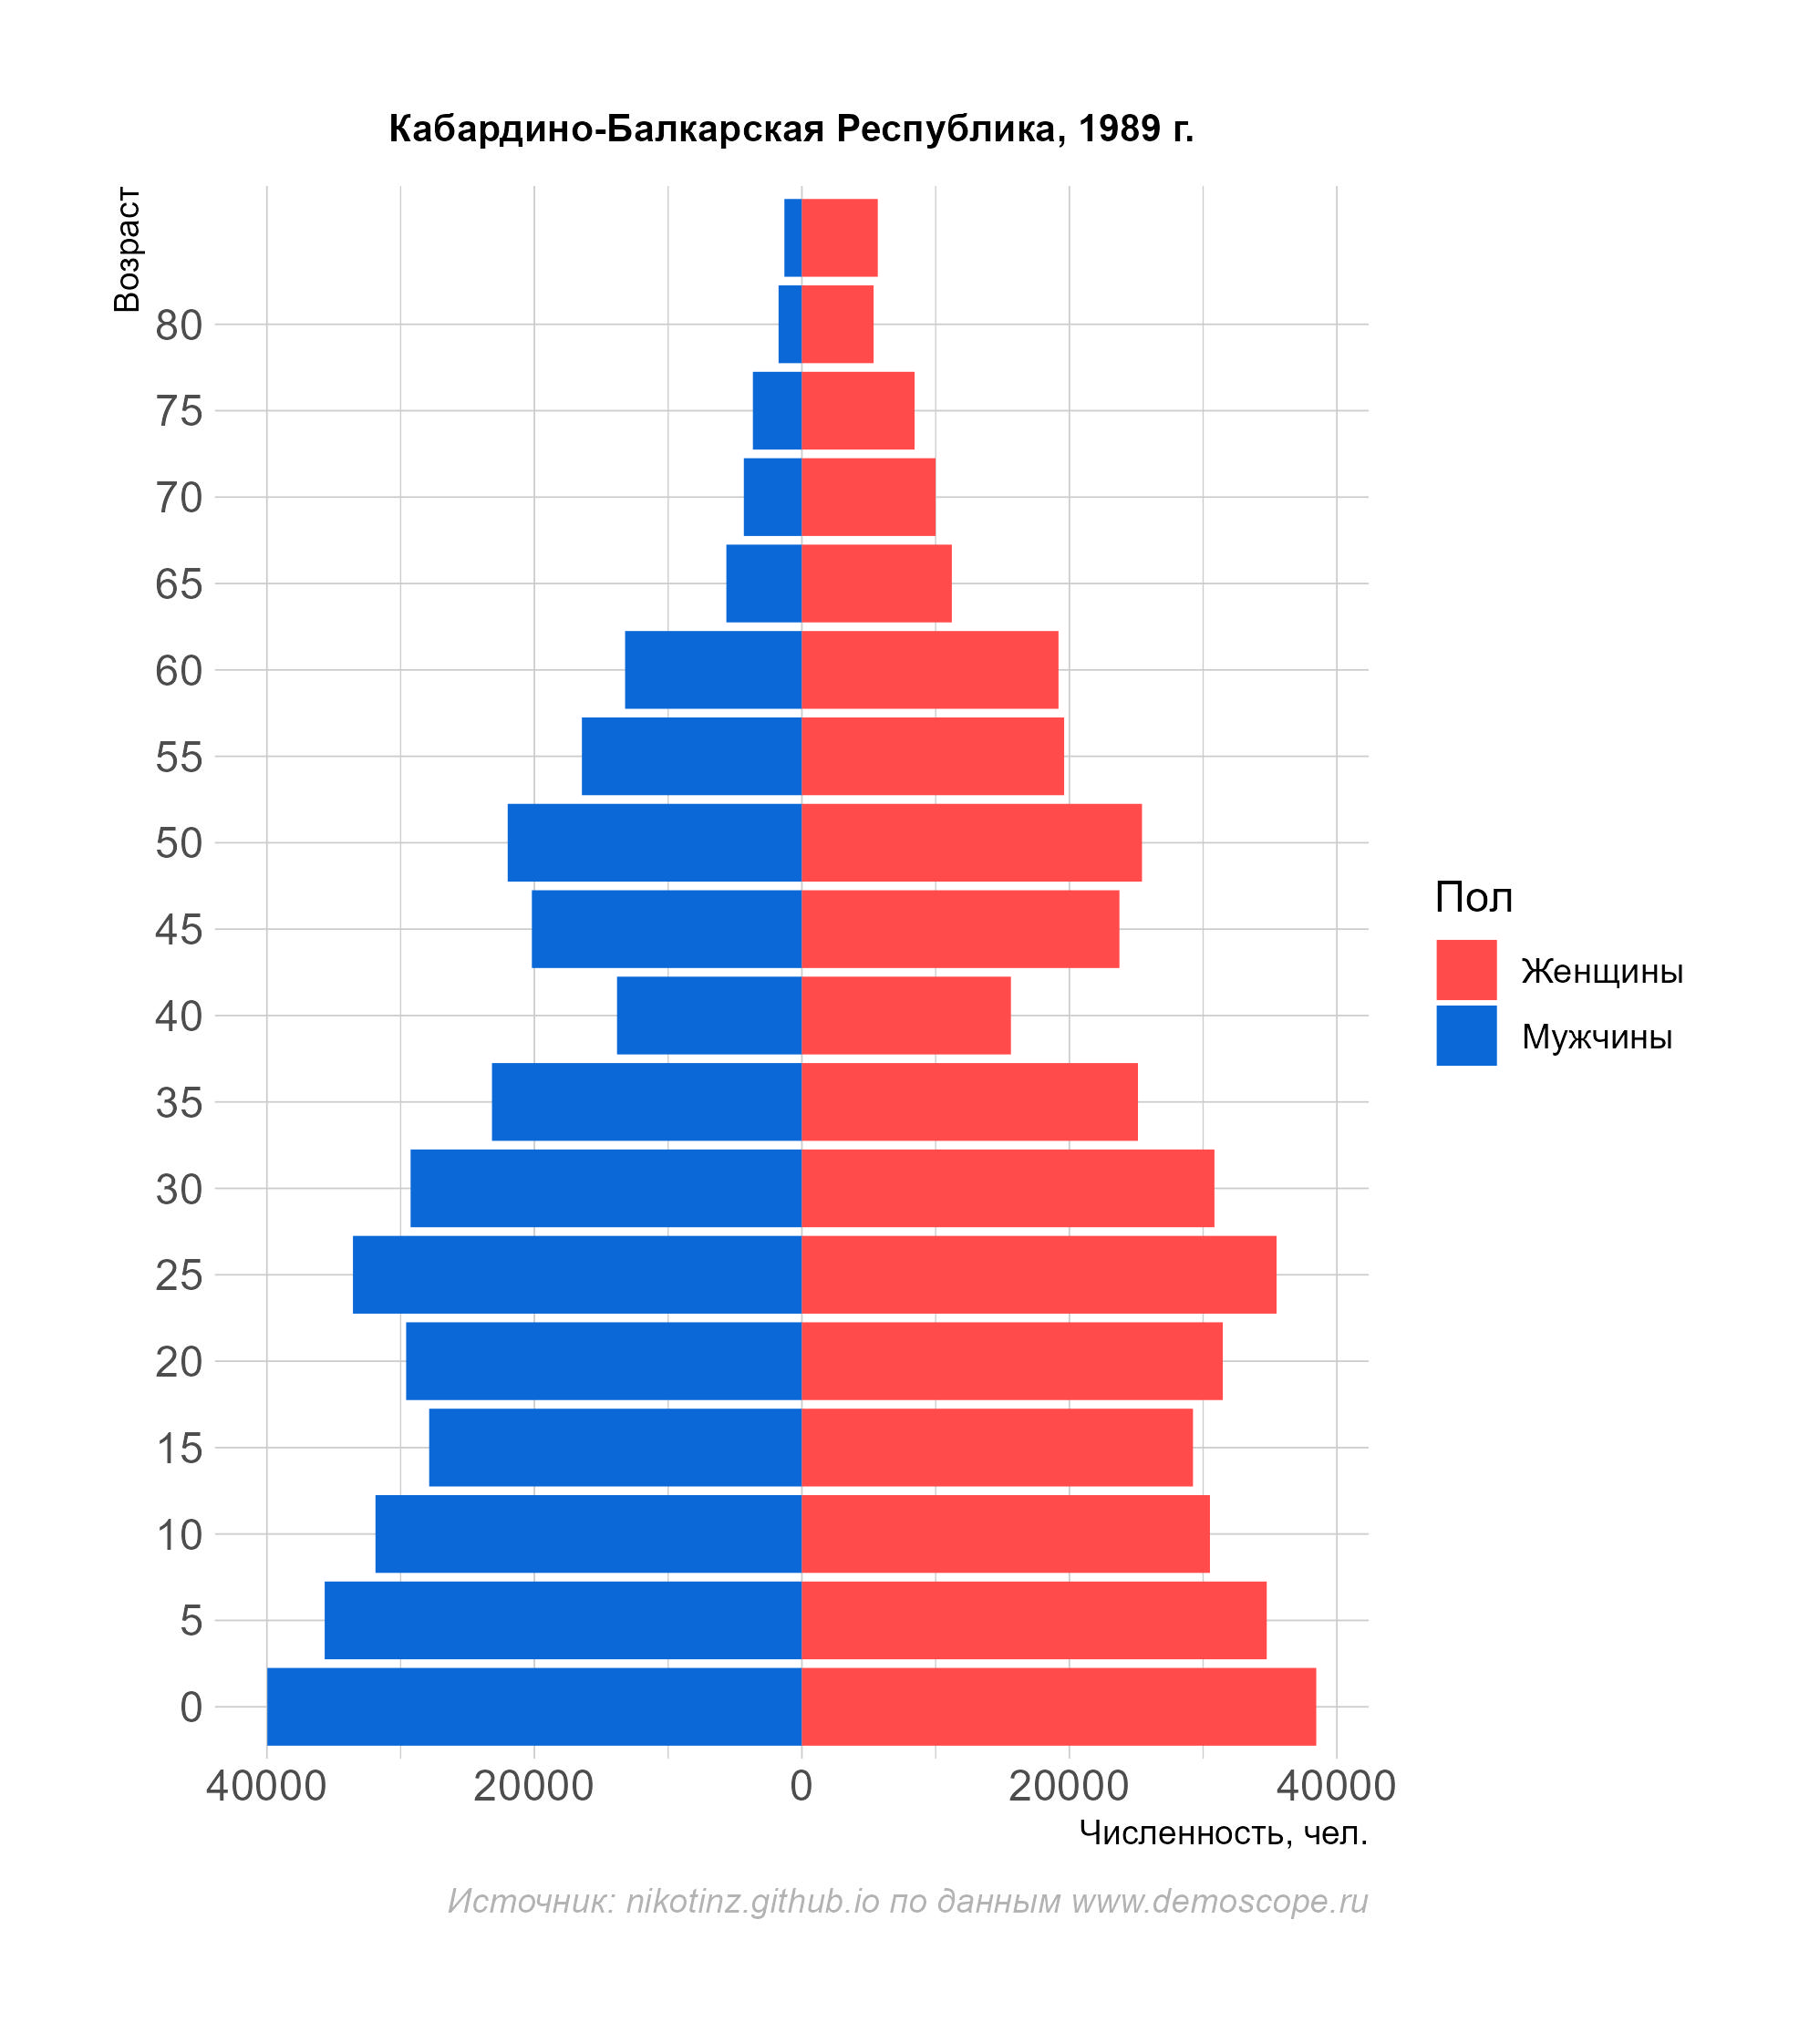 Кабардино-Балкарская Республика, 1989 г.
Возраст
80
75
70
65
60
55
50
45
40
35
30
25
20
15
10
5
0
40000 20000 0 20000 40000
Численность, чел.
Пол
Женщины
Мужчины
Источник: nikotinz.github.io по данным www.demoscope.ru